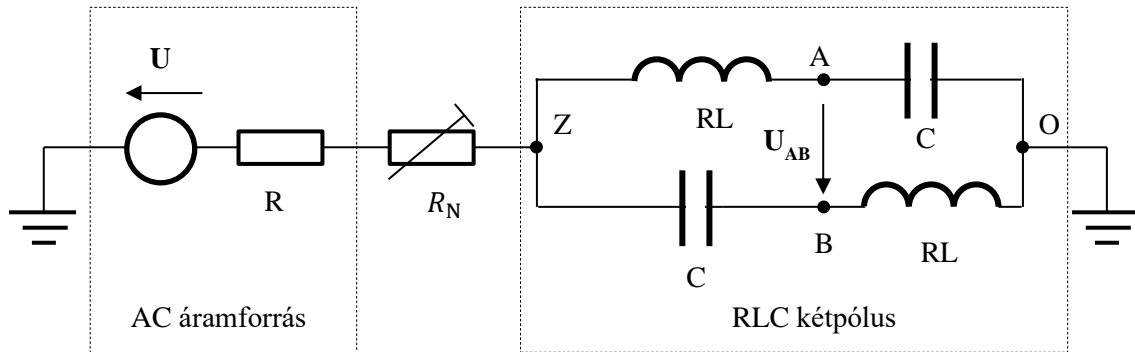 U
A
RL
Z
O
C
U_AB
R
R_N
B
C
RL
AC áramforrás
RLC kétpólus